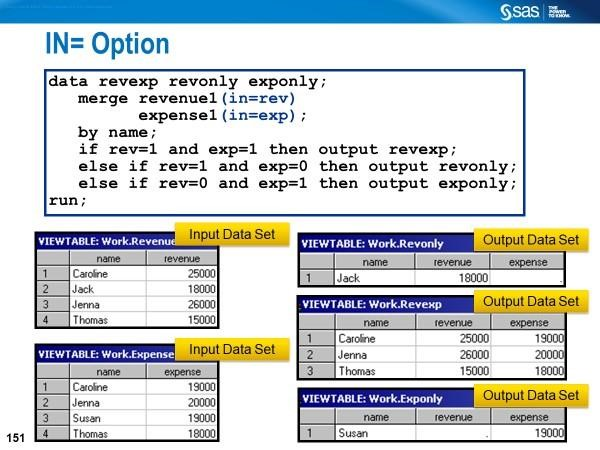 sas THE POWER TO KNOW.
IN= Option
data revexp revonly exponly;
merge revenue1(in=rev)
expense1(in=exp);
by name;
if rev=1 and exp=1 then output revexp;
else if rev=1 and exp=0 then output revonly;
else if rev=0 and exp=1 then output exponly;
run;
Input Data Set
VIEWTABLE: Work.Revenue
name revenue
1 Caroline 25000
2 Jack 18000
3 Jenna 26000
4 Thomas 15000
Input Data Set
VIEWTABLE: Work.Expense
name expense
1 Caroline 19000
2 Jenna 20000
3 Susan 19000
4 Thomas 18000
Output Data Set
VIEWTABLE: Work.Revonly
name revenue expense
1 Jack 18000 .
Output Data Set
VIEWTABLE: Work.Revexp
name revenue expense
1 Caroline 25000 19000
2 Jenna 26000 20000
3 Thomas 15000 18000
Output Data Set
VIEWTABLE: Work.Exponly
name revenue expense
1 Susan . 19000
151